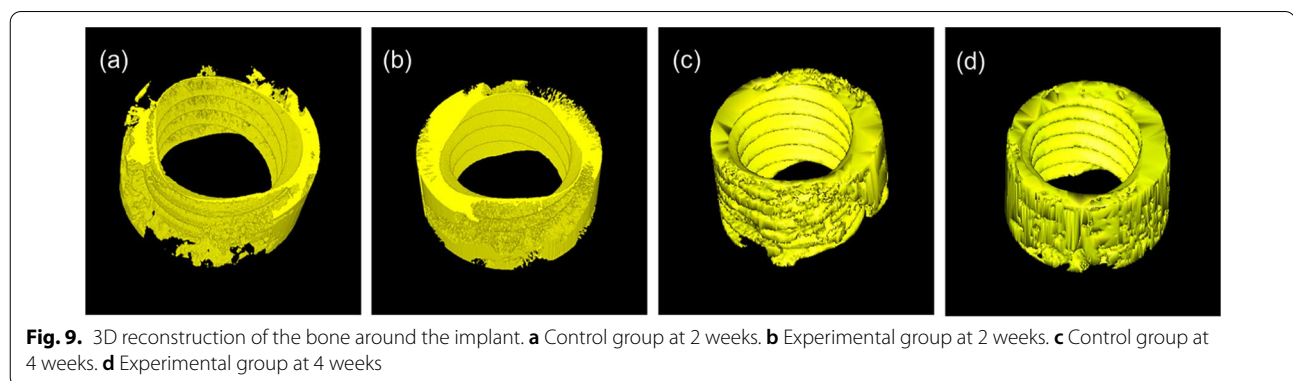 (a)
(b)
(c)
(d)
Fig. 9. 3D reconstruction of the bone around the implant. a Control group at 2 weeks. b Experimental group at 2 weeks. c Control group at
4 weeks. d Experimental group at 4 weeks